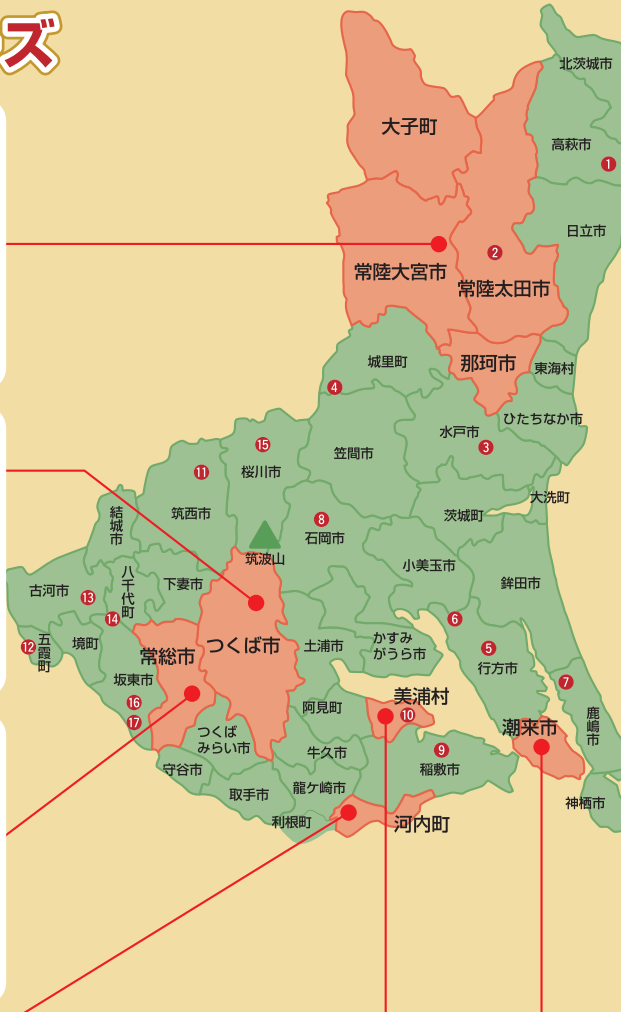 ズ
北茨城市
大子町
高萩市
1
日立市
2
常陸大宮市
常陸太田市
城里町
那珂市
東海村
4
ひたちなか市
水戸市
3
15
笠間市
11
桜川市
大洗町
結城市
筑西市
8
茨城町
石岡市
筑波山
小美玉市
八千代町
下妻市
鉾田市
古河市
13
14
6
12
五霞町
境町
常総市
つくば市
土浦市
かすみ
がうら市
5
行方市
坂東市
7
美浦村
16
阿見町
10
17
潮来市
鹿嶋市
つくば
みらい市
牛久市
9
守谷市
稲敷市
取手市
龍ケ崎市
神栖市
利根町
河内町